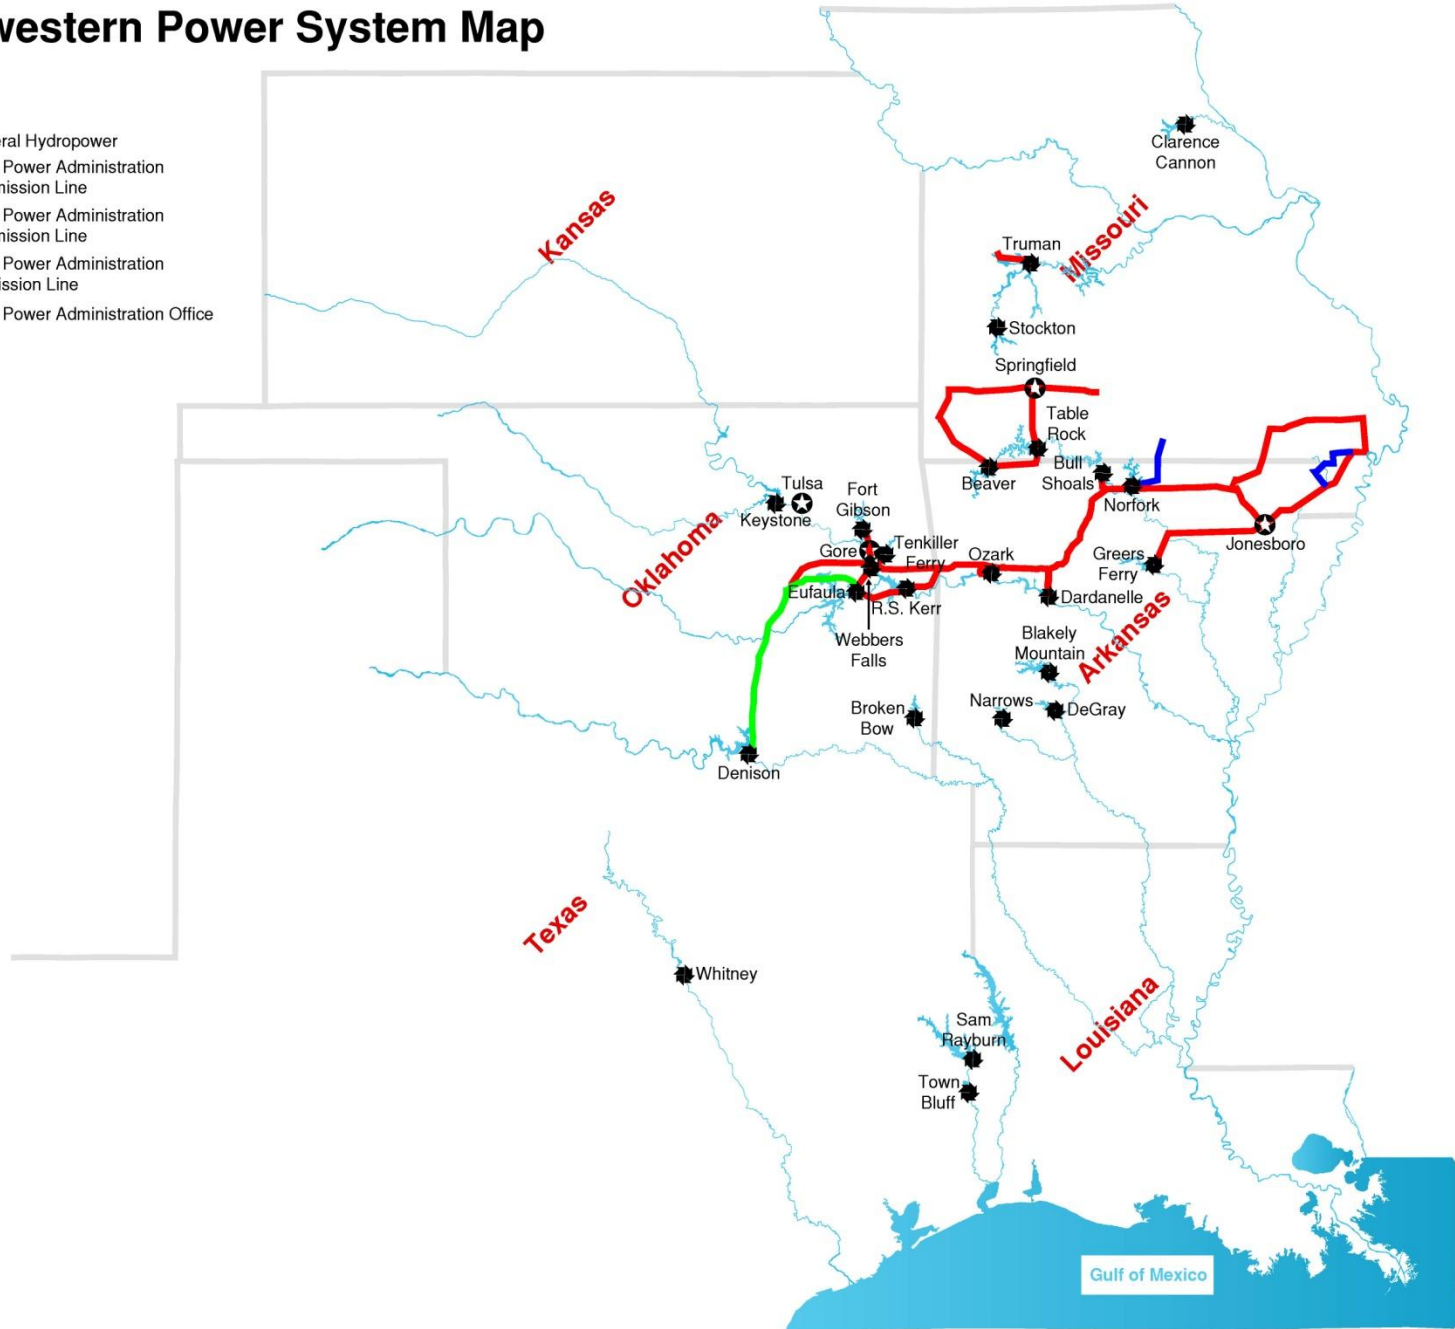 western Power System Map
eral Hydropower
Power Administration
mission Line
Power Administration
mission Line
Power Administration
ission Line
Power Administration Office
Clarence
Cannon
Kansas
Missouri
Truman
Stockton
Springfield
Table
Rock
Bull
Shoals
Beaver
Norfork
Tulsa
Keystone
Fort
Gibson
Oklahoma
Gore
Tenkiller
Ferry
Ozark
Greers
Ferry
Jonesboro
Eufaula
R.S. Kerr
Dardanelle
Webbers
Falls
Blakely
Mountain
Arkansas
Broken
Bow
Narrows
DeGray
Denison
Texas
Whitney
Louisiana
Sam
Rayburn
Town
Bluff
Gulf of Mexico